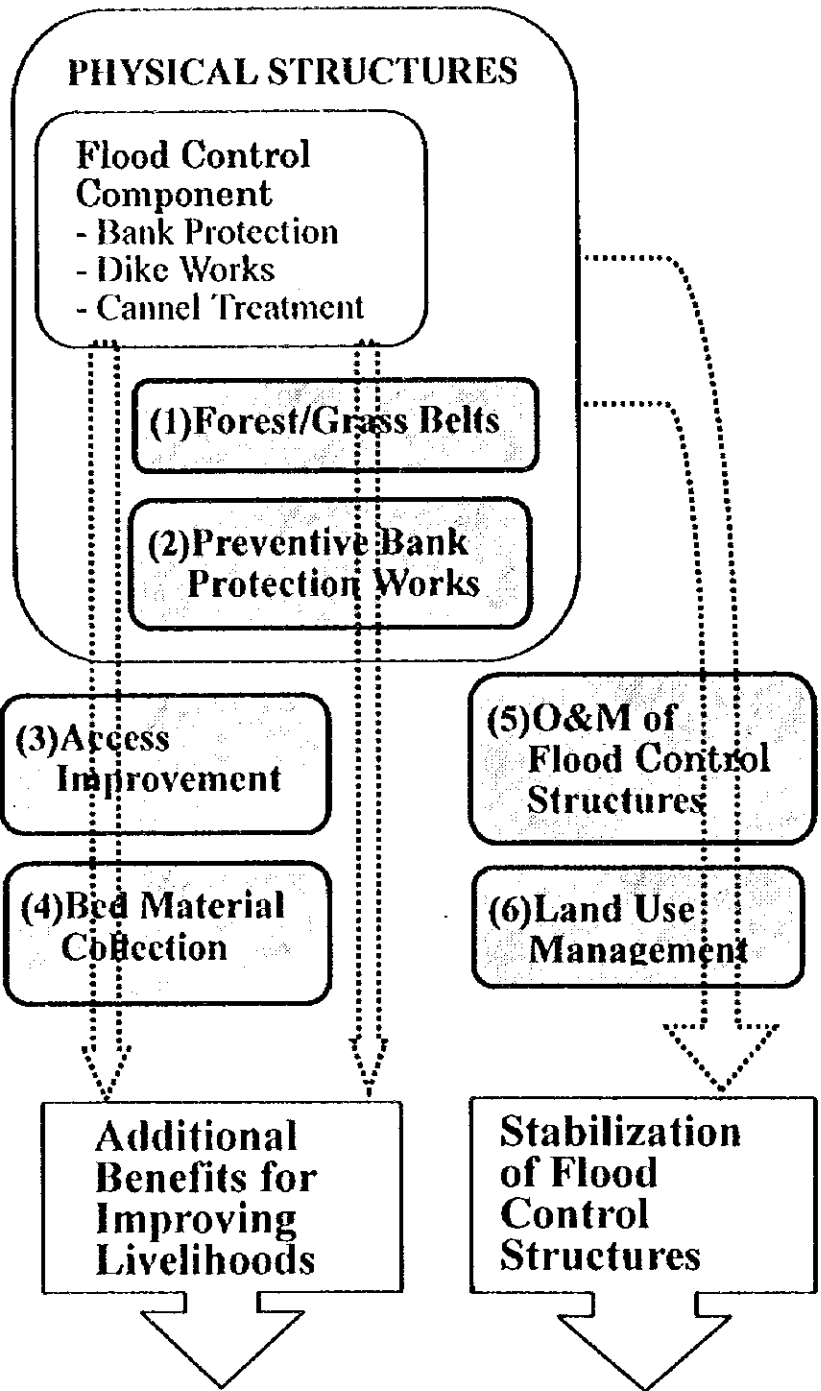 PHYSICAL STRUCTURES
Flood Control
Component
- Bank Protection
- Dike Works
- Cannel Treatment
(1)Forest/Grass Belts
(2)Preventive Bank
Protection Works
(3)Access
Improvement
(4)Bed Material
Collection
(5)O&M of
Flood Control
Structures
(6)Land Use
Management
Additional
Benefits for
Improving
Livelihoods
Stabilization
of Flood
Control
Structures